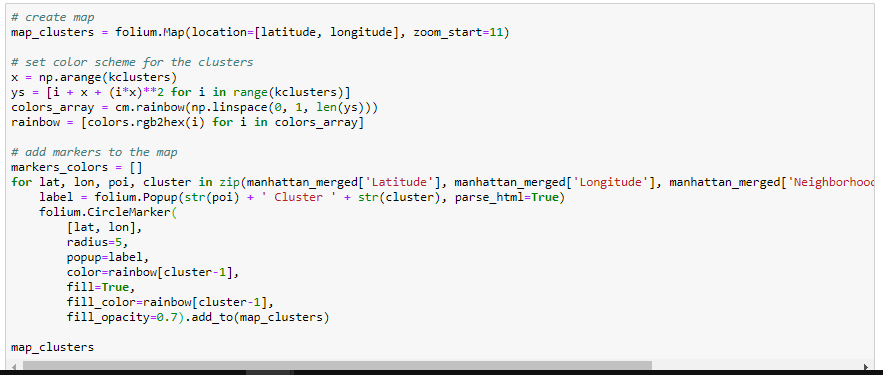 # create map
map_clusters = folium.Map(location=[latitude, longitude], zoom_start=11)
# set color scheme for the clusters
x = np.arange(kclusters)
ys = [i + x + (i*x)**2 for i in range(kclusters)]
colors_array = cm.rainbow(np.linspace(0, 1, len(ys)))
rainbow = [colors.rgb2hex(i) for i in colors_array]
# add markers to the map
markers_colors = []
for lat, lon, poi, cluster in zip(manhattan_merged['Latitude'], manhattan_merged['Longitude'], manhattan_merged['Neighborhood
    label = folium.Popup(str(poi) + ' Cluster ' + str(cluster), parse_html=True)
    folium.CircleMarker(
        [lat, lon],
        radius=5,
        popup=label,
        color=rainbow[cluster-1],
        fill=True,
        fill_color=rainbow[cluster-1],
        fill_opacity=0.7).add_to(map_clusters)
map_clusters